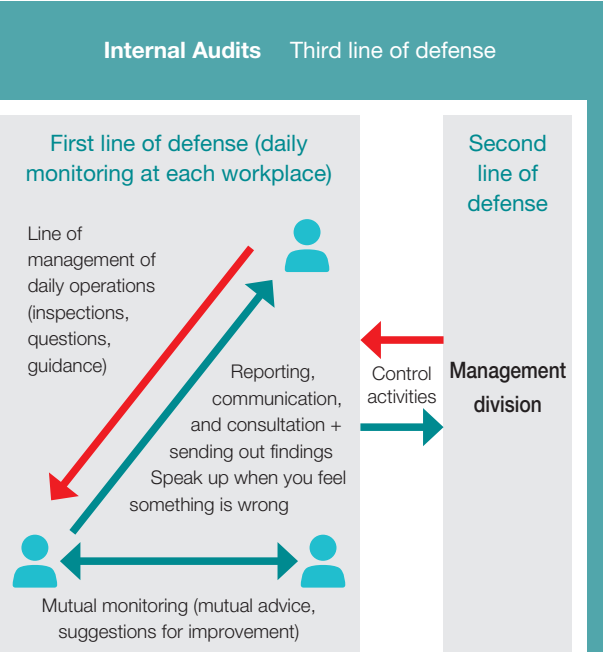 Internal Audits Third line of defense
First line of defense (daily
monitoring at each workplace)
Line of
management of
daily operations
(inspections,
questions,
guidance)
Reporting,
communication,
and consultation +
sending out findings
Speak up when you feel
something is wrong
Mutual monitoring (mutual advice,
suggestions for improvement)
Control
activities
Second
line of
defense
Management
division